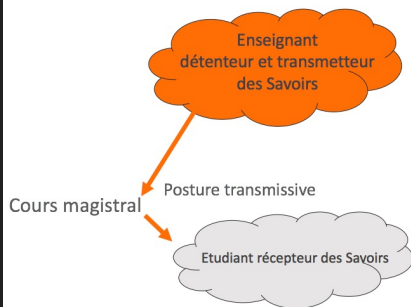 Enseignant
détenteur et transmetteur
des Savoirs
Posture transmissive
Cours magistral
Etudiant récepteur des Savoirs